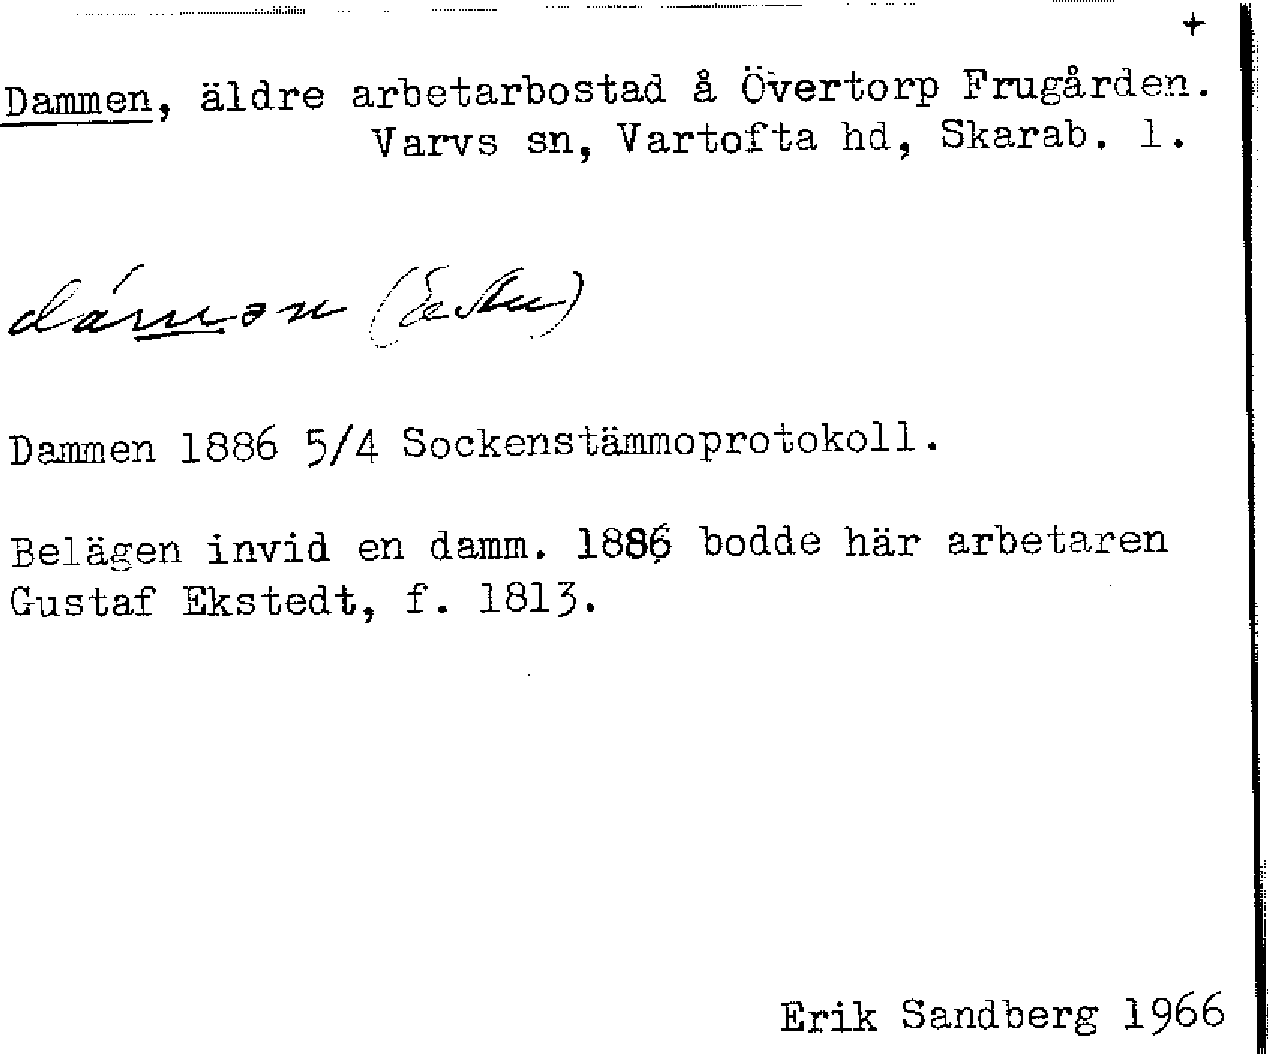 +
Dammen, äldre arbetarbostad å Övertorp Frugården.
Varvs sn, Vartofta hd, Skarab. l.
dámən
Dammen 1886 5/4 Sockenstämmoprotokoll.
Belägen invid en damm. 1886 bodde här arbetaren
Gustaf Ekstedt, f. 1813.
Erik Sandberg 1966